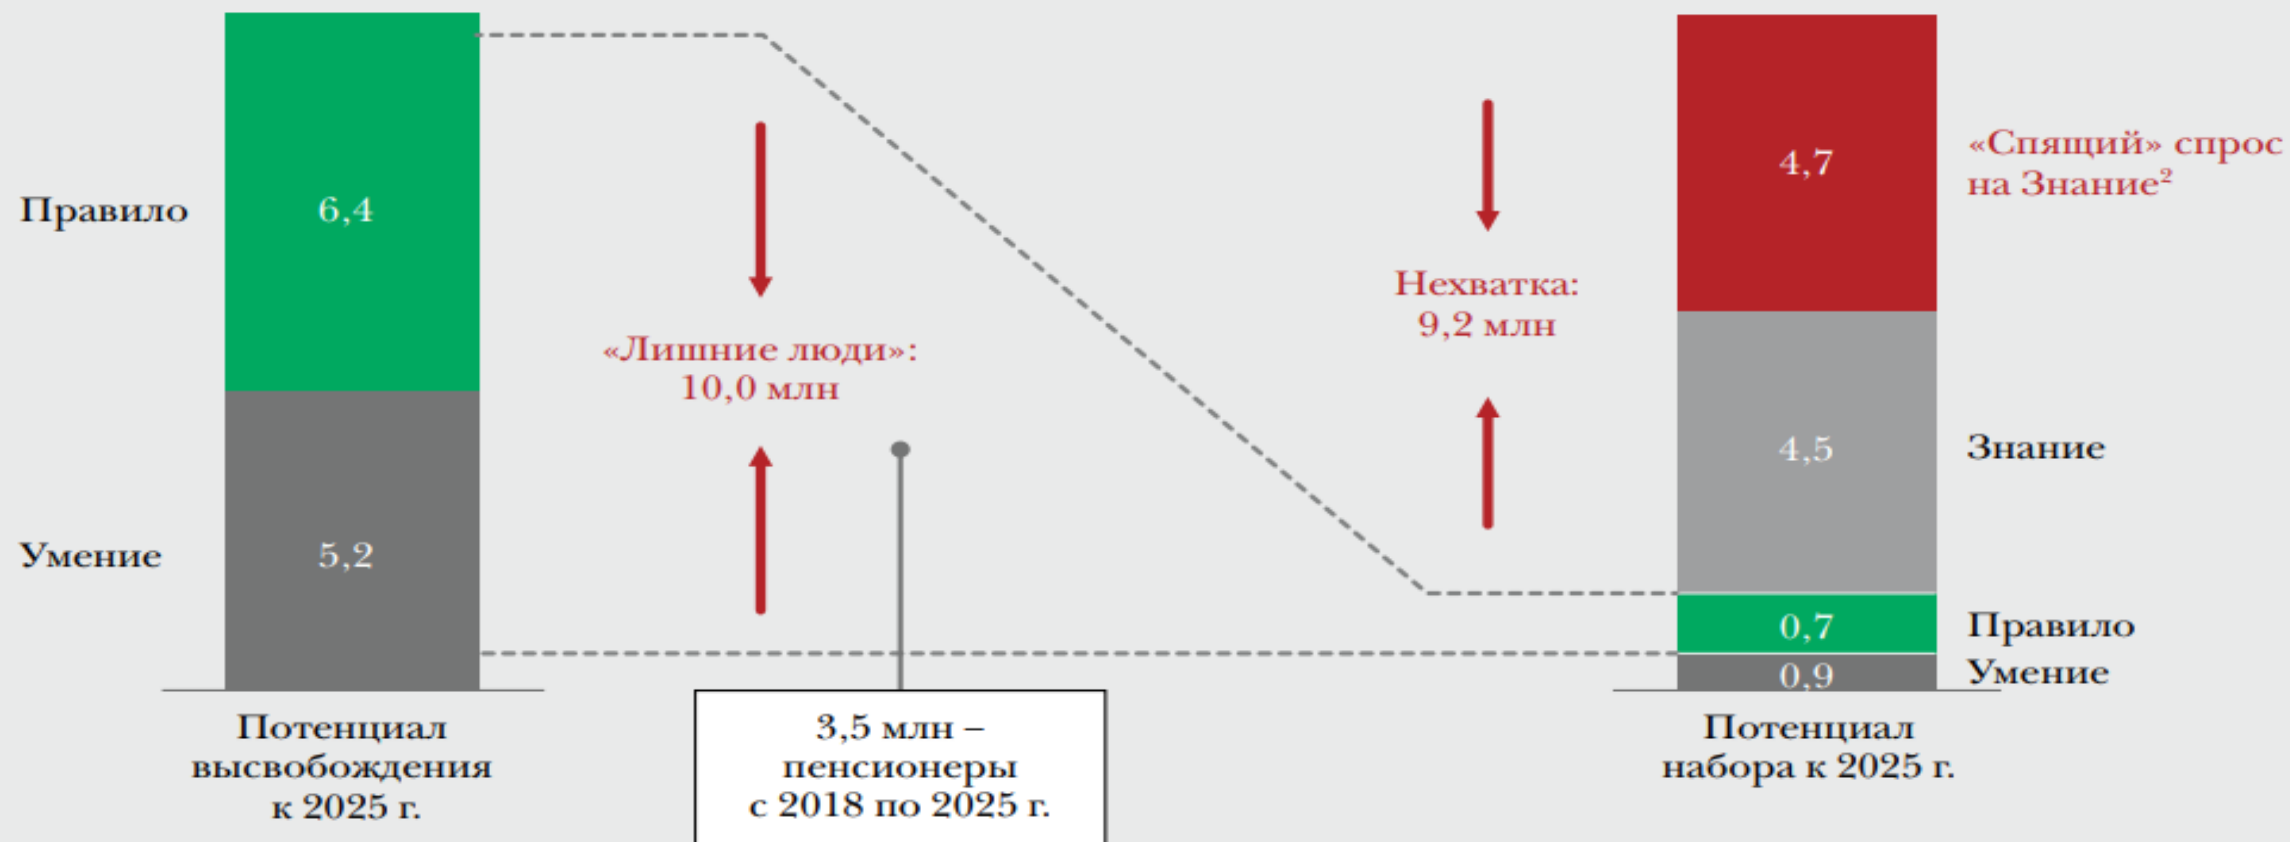 Правило
6,4
Умение
5,2
Потенциал
высвобождения
к 2025 г.
«Лишние люди»:
10,0 млн
3,5 млн –
пенсионеры
с 2018 по 2025 г.
Нехватка:
9,2 млн
4,7
«Спящий» спрос
на Знание²
4,5
Знание
0,7
Правило
0,9
Умение
Потенциал
набора к 2025 г.